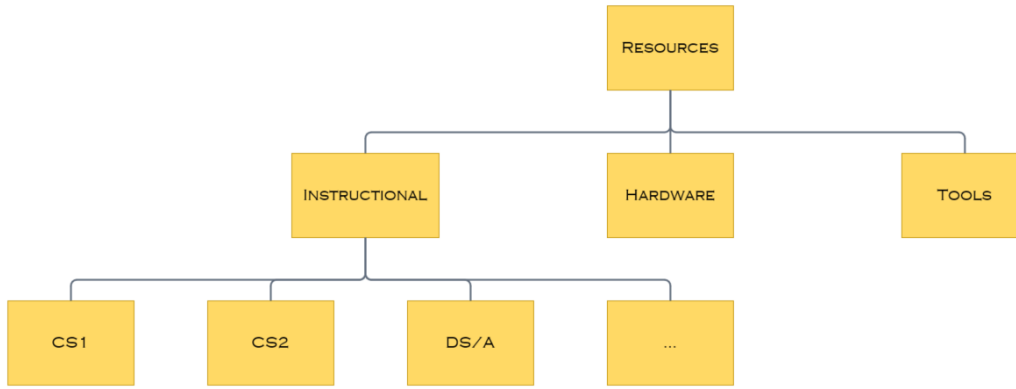 Resources
Instructional
Hardware
Tools
CS1
CS2
DS/A
...